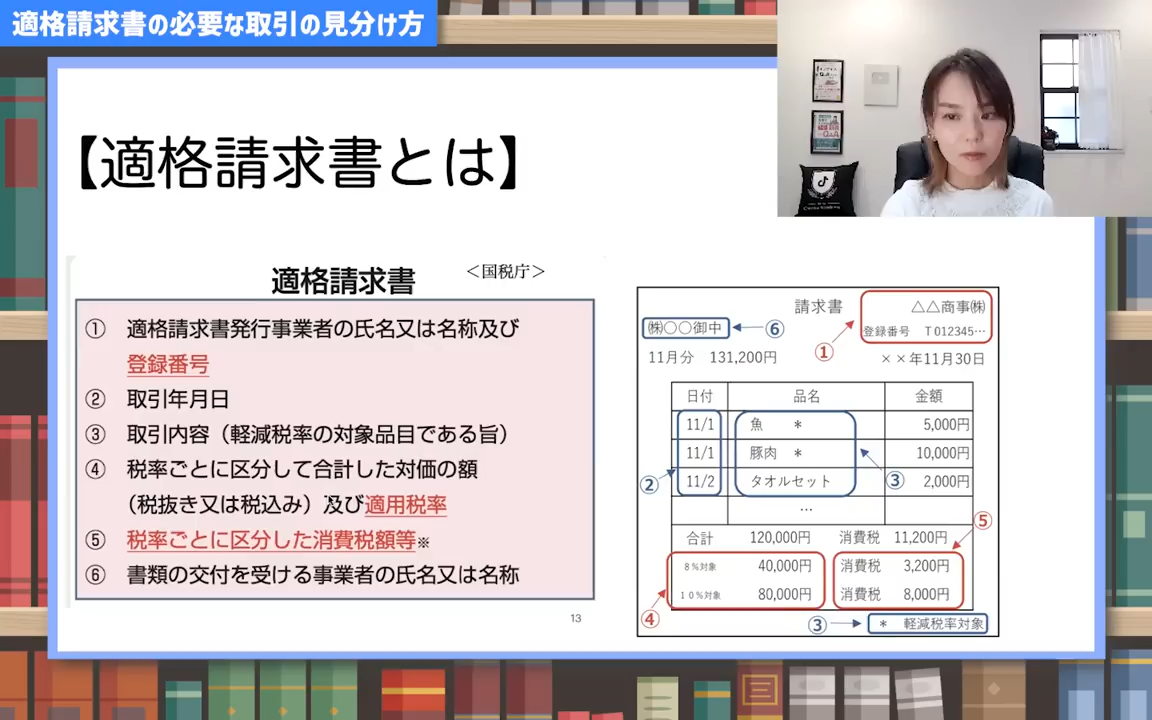 適格請求書の必要な取引の見分け方
【適格請求書とは】
適格請求書
＜国税庁＞
① 適格請求書発行事業者の氏名又は名称及び
登録番号
② 取引年月日
③ 取引内容（軽減税率の対象品目である旨）
④ 税率ごとに区分して合計した対価の額
（税抜き又は税込み）及び適用税率
⑤ 税率ごとに区分した消費税額等※
⑥ 書類の交付を受ける事業者の氏名又は名称
13
請求書
△△商事㈱
登録番号 T012345…
①
㈱○○御中
⑥
11月分 131,200円
××年11月30日
日付 品名 金額
11/1 魚 * 5,000円
11/1 豚肉 * 10,000円
11/2 タオルセット 2,000円
②
③
…
⑤
合計 120,000円 消費税 11,200円
8％対象 40,000円 消費税 3,200円
10％対象 80,000円 消費税 8,000円
④
③
* 軽減税率対象